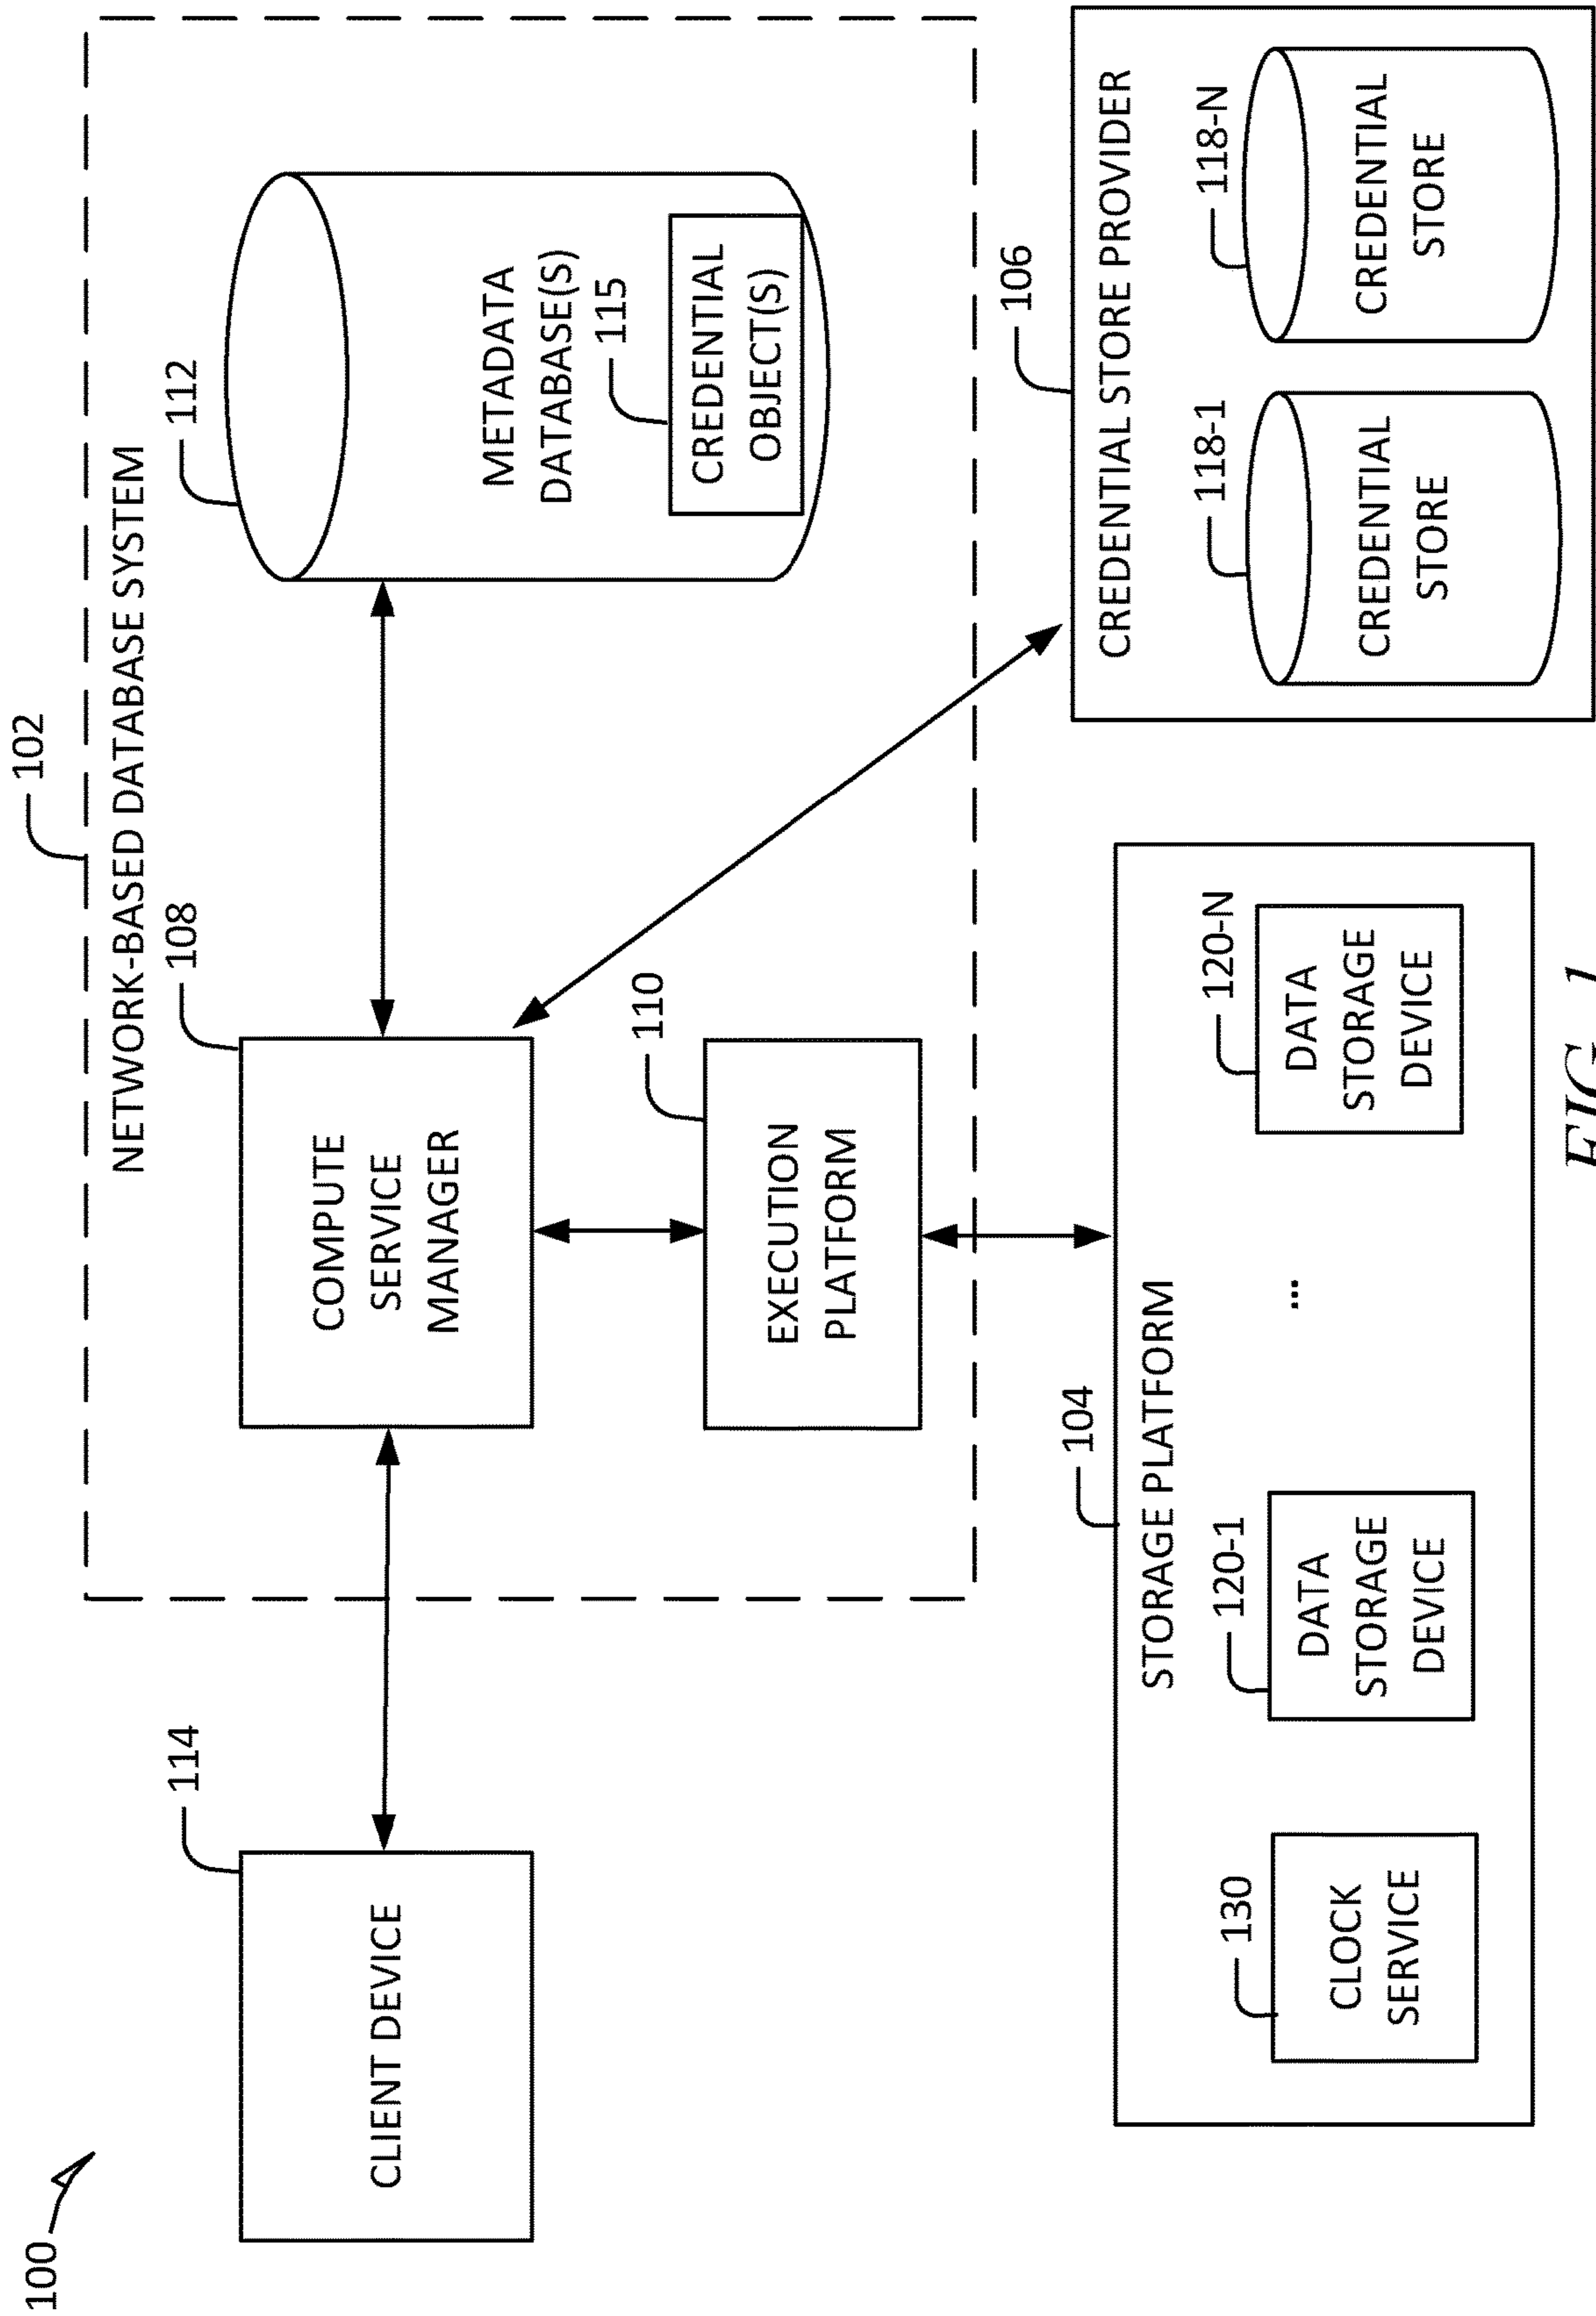 100
102
NETWORK-BASED DATABASE SYSTEM
114
CLIENT DEVICE
108
COMPUTE
SERVICE
MANAGER
112
METADATA
DATABASE(S)
115
CREDENTIAL
OBJECT(S)
110
EXECUTION
PLATFORM
104
STORAGE PLATFORM
130
CLOCK
SERVICE
120-1
DATA
STORAGE
DEVICE
...
120-N
DATA
STORAGE
DEVICE
106
CREDENTIAL STORE PROVIDER
118-1
CREDENTIAL
STORE
118-N
CREDENTIAL
STORE
FIG. 1